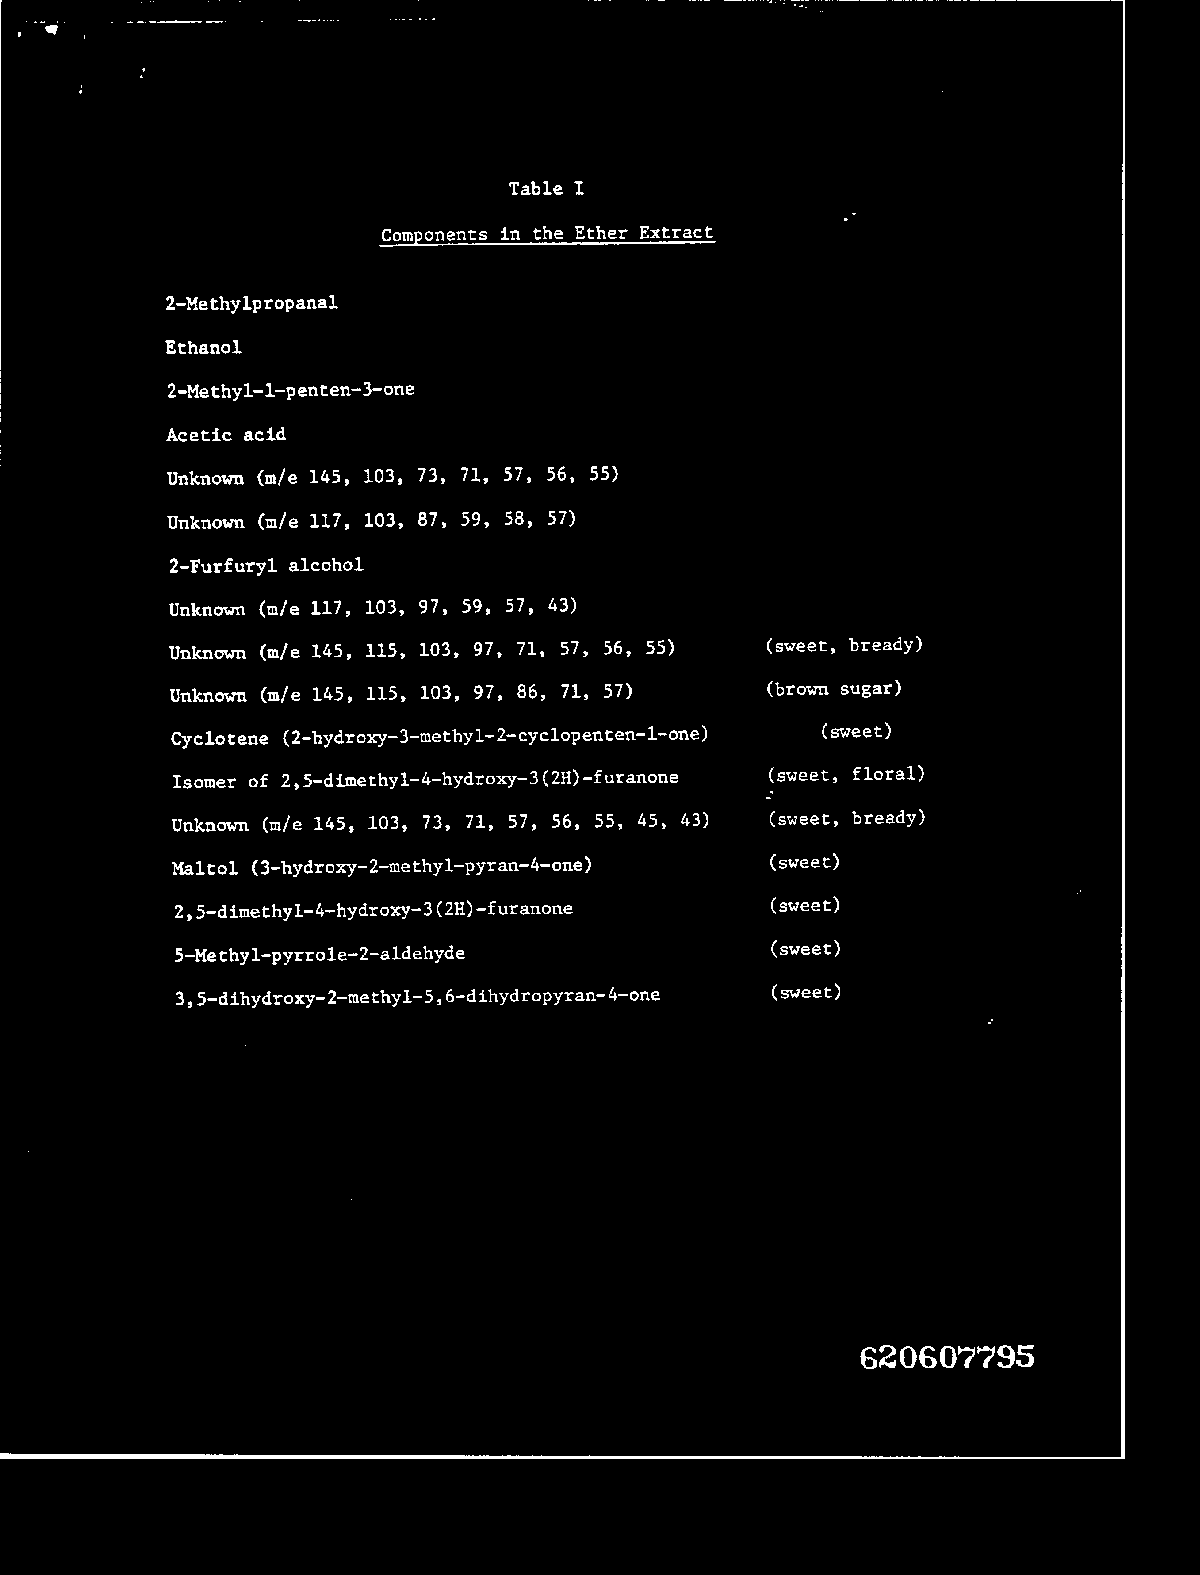 Table I
Components in the Ether Extract
2-Methylpropanal
Ethanol
2-Methyl-1-penten-3-one
Acetic acid
Unknown (m/e 145, 103, 73, 71, 57, 56, 55)
Unknown (m/e 117, 103, 87, 59, 58, 57)
2-Furfuryl alcohol
Unknown (m/e 117, 103, 97, 59, 57, 43)
Unknown (m/e 145, 115, 103, 97, 71, 57, 56, 55) (sweet, bready)
Unknown (m/e 145, 115, 103, 97, 86, 71, 57) (brown sugar)
Cyclotene (2-hydroxy-3-methyl-2-cyclopenten-1-one) (sweet)
Isomer of 2,5-dimethyl-4-hydroxy-3(2H)-furanone (sweet, floral)
Unknown (m/e 145, 103, 73, 71, 57, 56, 55, 45, 43) (sweet, bready)
Maltol (3-hydroxy-2-methyl-pyran-4-one) (sweet)
2,5-dimethyl-4-hydroxy-3(2H)-furanone (sweet)
5-Methyl-pyrrole-2-aldehyde (sweet)
3,5-dihydroxy-2-methyl-5,6-dihydropyran-4-one (sweet)
620607795